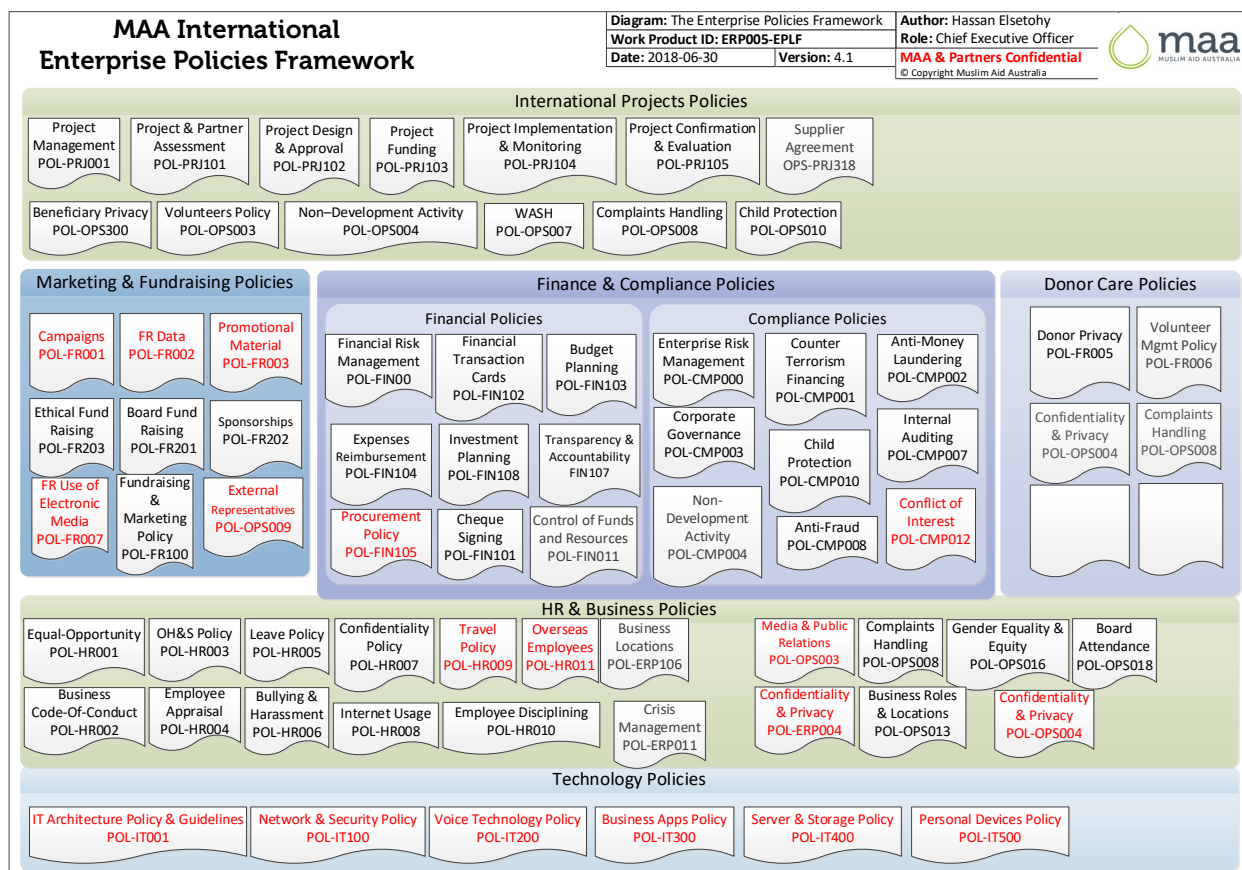 MAA International
Enterprise Policies Framework
Diagram: The Enterprise Policies Framework
Work Product ID: ERP005-EPLF
Date: 2018-06-30
Version: 4.1
Author: Hassan Elsetohy
Role: Chief Executive Officer
MAA & Partners Confidential
© Copyright Muslim Aid Australia
maa
MUSLIM AID AUSTRALIA
International Projects Policies
Project
Management
POL-PRJ001
Project & Partner
Assessment
POL-PRJ101
Project Design
& Approval
POL-PRJ102
Project
Funding
POL-PRJ103
Project Implementation
& Monitoring
POL-PRJ104
Project Confirmation
& Evaluation
POL-PRJ105
Supplier
Agreement
OPS-PRJ318
Beneficiary Privacy
POL-OPS300
Volunteers Policy
POL-OPS003
Non–Development Activity
POL-OPS004
WASH
POL-OPS007
Complaints Handling
POL-OPS008
Child Protection
POL-OPS010
Marketing & Fundraising Policies
Campaigns
POL-FR001
FR Data
POL-FR002
Promotional
Material
POL-FR003
Ethical Fund
Raising
POL-FR203
Board Fund
Raising
POL-FR201
Sponsorships
POL-FR202
FR Use of
Electronic
Media
POL-FR007
Fundraising
&
Marketing
Policy
POL-FR100
External
Representatives
POL-OPS009
Finance & Compliance Policies
Financial Policies
Financial Risk
Management
POL-FIN00
Financial
Transaction
Cards
POL-FIN102
Budget
Planning
POL-FIN103
Expenses
Reimbursement
POL-FIN104
Investment
Planning
POL-FIN108
Transparency &
Accountability
FIN107
Procurement
Policy
POL-FIN105
Cheque
Signing
POL-FIN101
Control of Funds
and Resources
POL-FIN011
Compliance Policies
Enterprise Risk
Management
POL-CMP000
Counter
Terrorism
Financing
POL-CMP001
Anti-Money
Laundering
POL-CMP002
Corporate
Governance
POL-CMP003
Child
Protection
POL-CMP010
Internal
Auditing
POL-CMP007
Non-
Development
Activity
POL-CMP004
Anti-Fraud
POL-CMP008
Conflict of
Interest
POL-CMP012
Donor Care Policies
Donor Privacy
POL-FR005
Volunteer
Mgmt Policy
POL-FR006
Confidentiality
& Privacy
POL-OPS004
Complaints
Handling
POL-OPS008
HR & Business Policies
Equal-Opportunity
POL-HR001
OH&S Policy
POL-HR003
Leave Policy
POL-HR005
Confidentiality
Policy
POL-HR007
Travel
Policy
POL-HR009
Overseas
Employees
POL-HR011
Business
Locations
POL-ERP106
Media & Public
Relations
POL-OPS003
Complaints
Handling
POL-OPS008
Gender Equality &
Equity
POL-OPS016
Board
Attendance
POL-OPS018
Business
Code-Of-Conduct
POL-HR002
Employee
Appraisal
POL-HR004
Bullying &
Harassment
POL-HR006
Internet Usage
POL-HR008
Employee Disciplining
POL-HR010
Crisis
Management
POL-ERP011
Confidentiality
& Privacy
POL-ERP004
Business Roles
& Locations
POL-OPS013
Confidentiality
& Privacy
POL-OPS004
Technology Policies
IT Architecture Policy & Guidelines
POL-IT001
Network & Security Policy
POL-IT100
Voice Technology Policy
POL-IT200
Business Apps Policy
POL-IT300
Server & Storage Policy
POL-IT400
Personal Devices Policy
POL-IT500